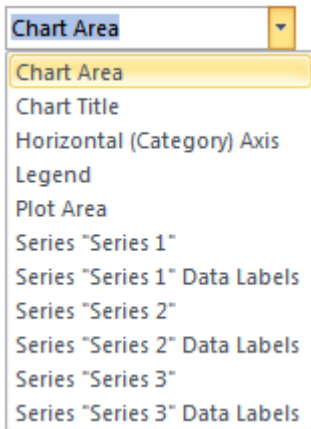 Chart Area
Chart Area
Chart Title
Horizontal (Category) Axis
Legend
Plot Area
Series "Series 1"
Series "Series 1" Data Labels
Series "Series 2"
Series "Series 2" Data Labels
Series "Series 3"
Series "Series 3" Data Labels